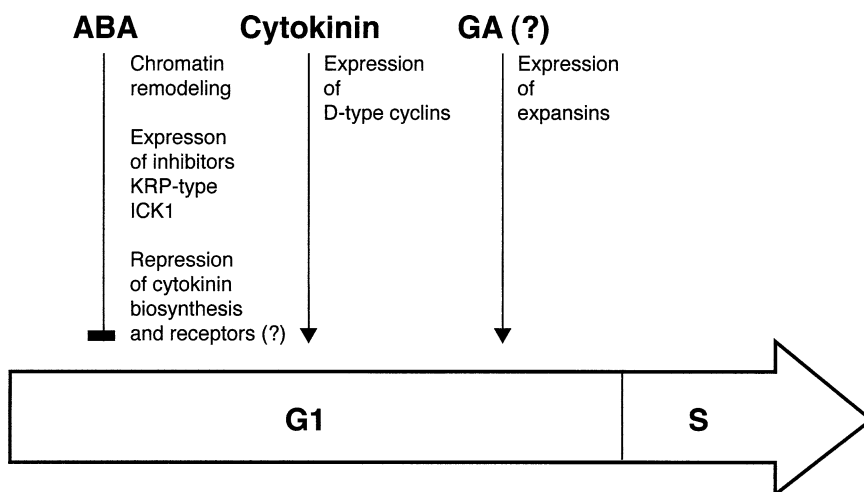 ABA
Chromatin
remodeling
Expresson
of inhibitors
KRP-type
ICK1
Repression
of cytokinin
biosynthesis
and receptors (?)
Cytokinin
Expression
of
D-type cyclins
GA (?)
Expression
of
expansins
G1
S